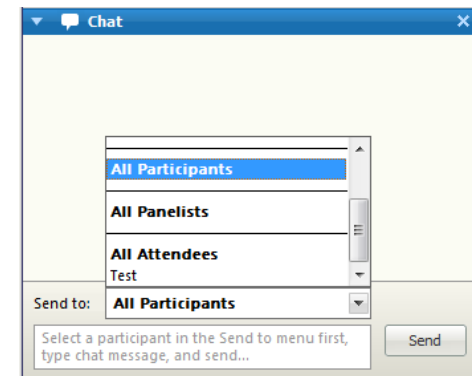 Chat
All Participants
All Panelists
All Attendees
Test
Send to: All Participants
Select a participant in the Send to menu first,
type chat message, and send...
Send